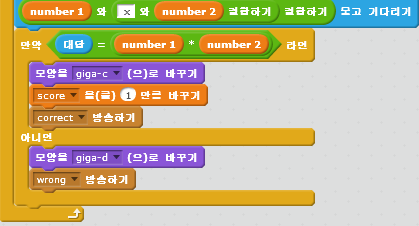 number 1 와 x 와 number 2 결합하기 결합하기 묻고 기다리기
만약 대답 = number 1 * number 2 라면
모양을 giga-c (으)로 바꾸기
score 을(를) 1 만큼 바꾸기
correct 방송하기
아니면
모양을 giga-d (으)로 바꾸기
wrong 방송하기